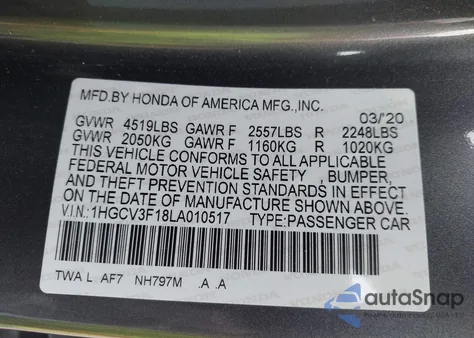 MFD.BY HONDA OF AMERICA MFG.,INC.
03/'20
GVWR 4519LBS GAWR F 2557LBS R 2248LBS
GVWR 2050KG GAWR F 1160KG R 1020KG
THIS VEHICLE CONFORMS TO ALL APPLICABLE
FEDERAL MOTOR VEHICLE SAFETY , BUMPER,
AND THEFT PREVENTION STANDARDS IN EFFECT
ON THE DATE OF MANUFACTURE SHOWN ABOVE.
V.I.N.:1HGCV3F18LA010517 TYPE:PASSENGER CAR
TWA L AF7 NH797M .A .A
autoSnap